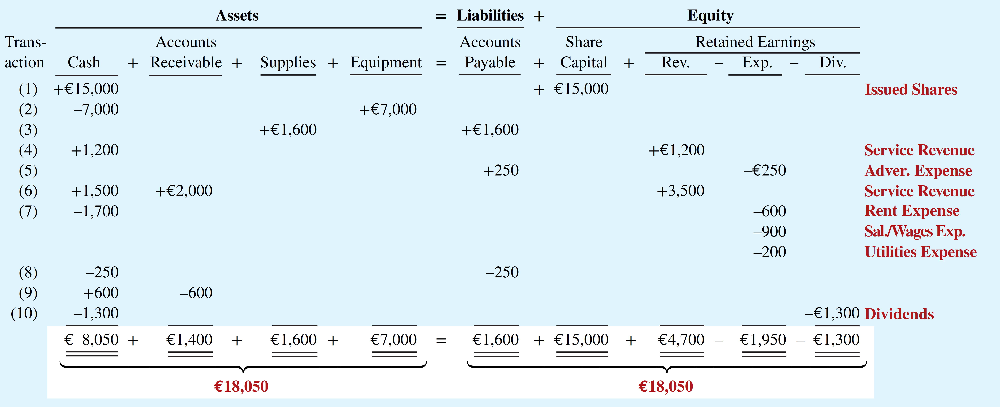 Assets = Liabilities + Equity
Trans- Accounts Accounts Share Retained Earnings
action Cash + Receivable + Supplies + Equipment = Payable + Capital + Rev. – Exp. – Div.
(1) +€15,000 + €15,000 Issued Shares
(2) –7,000 +€7,000
(3) +€1,600 +€1,600
(4) +1,200 +€1,200 Service Revenue
(5) +250 –€250 Adver. Expense
(6) +1,500 +€2,000 +3,500 Service Revenue
(7) –1,700 –600 Rent Expense
–900 Sal./Wages Exp.
–200 Utilities Expense
(8) –250 –250
(9) +600 –600
(10) –1,300 –€1,300 Dividends
€ 8,050 + €1,400 + €1,600 + €7,000 = €1,600 + €15,000 + €4,700 – €1,950 – €1,300
€18,050 €18,050